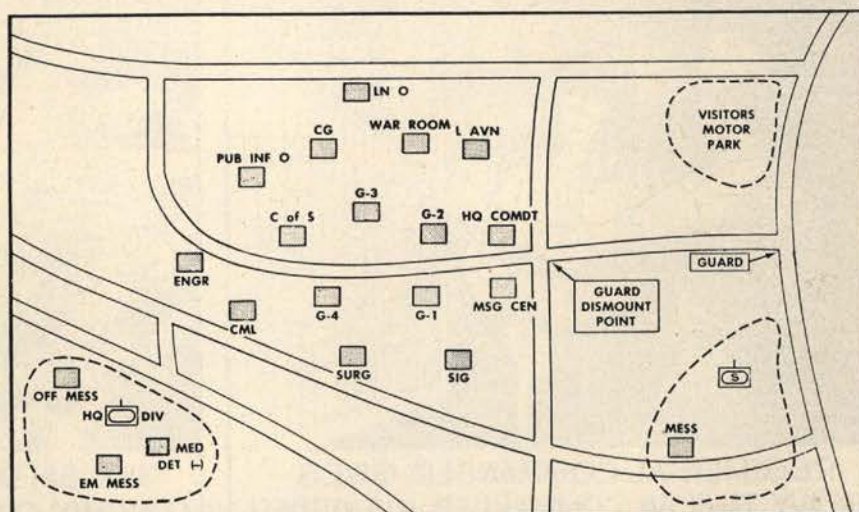 LN O
CG
WAR ROOM
L AVN
VISITORS
MOTOR
PARK
PUB INF O
G-3
C of S
G-2
HQ COMDT
GUARD
ENGR
GUARD
DISMOUNT
POINT
CML
G-4
G-1
MSG CEN
SURG
SIG
S
OFF MESS
HQ DIV
MED
DET (-)
EM MESS
MESS